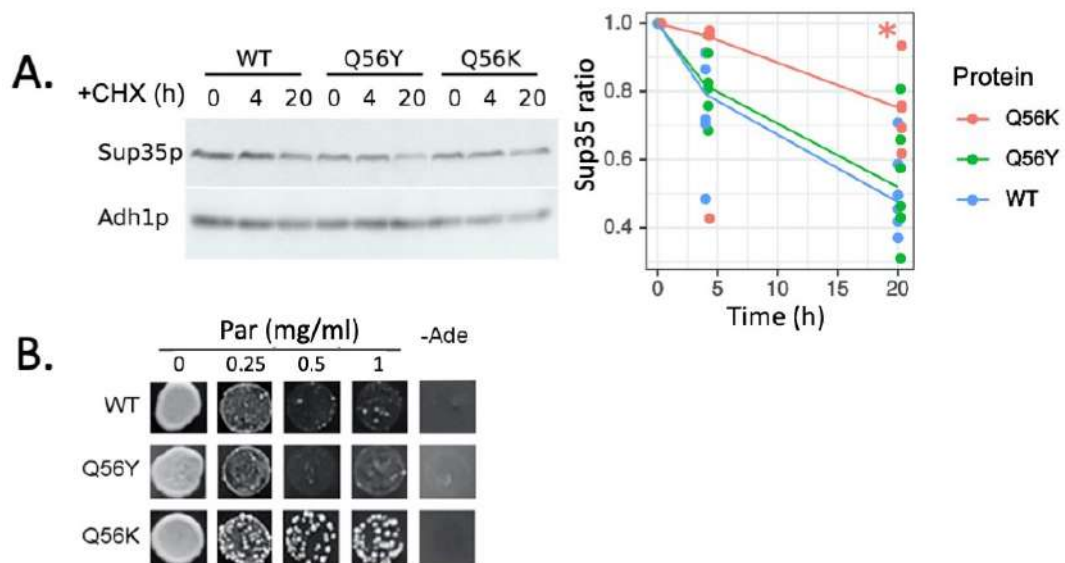 A.
WT Q56Y Q56K
+CHX (h) 0 4 20 0 4 20 0 4 20
Sup35p
Adh1p
Sup35 ratio
1.0
0.8
0.6
0.4
*
0 5 10 15 20
Time (h)
Protein
Q56K
Q56Y
WT
B.
Par (mg/ml) -Ade
0 0.25 0.5 1
WT
Q56Y
Q56K